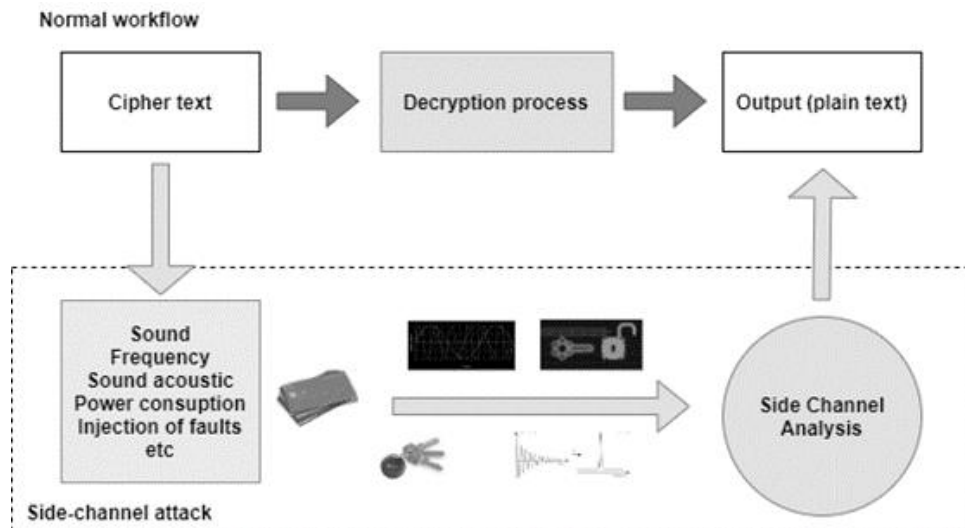 Normal workflow
Cipher text
Decryption process
Output (plain text)
Sound
Frequency
Sound acoustic
Power consuption
Injection of faults
etc
Side Channel
Analysis
Side-channel attack